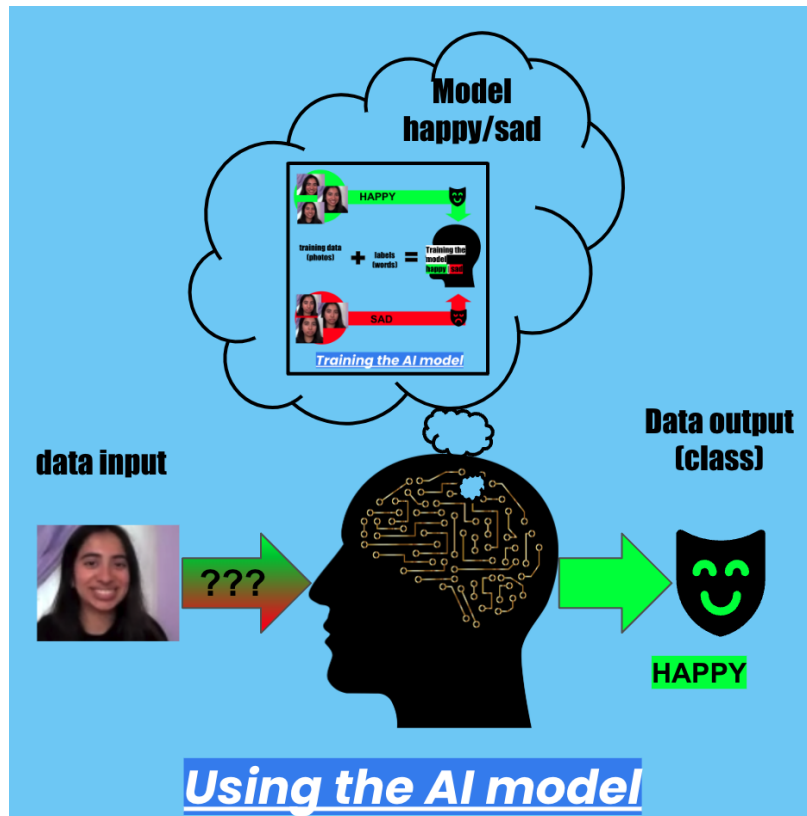 Model
happy/sad
HAPPY
training data
(photos)
+
labels
(words)
=
Training the
model
happy / sad
SAD
Training the AI model
data input
Data output
(class)
???
HAPPY
Using the AI model